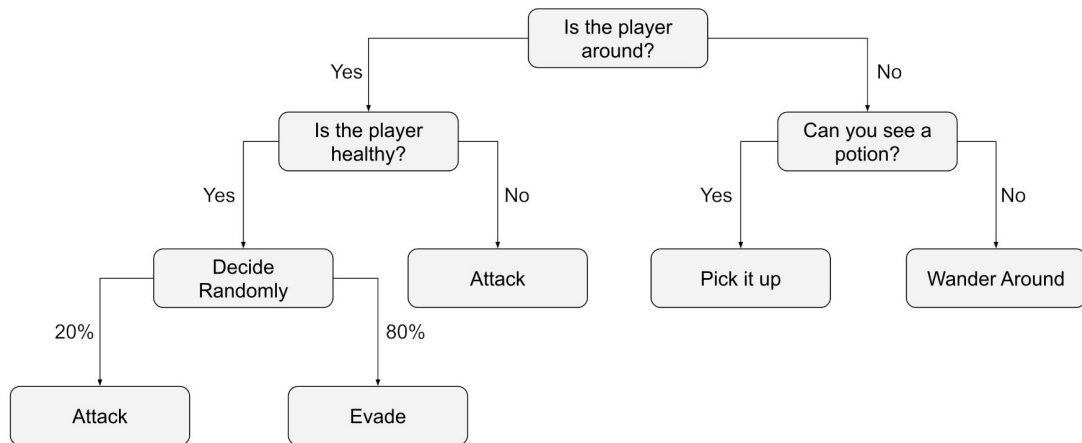 Is the player
around?
Yes
No
Is the player
healthy?
Can you see a
potion?
Yes
No
Yes
No
Decide
Randomly
Attack
Pick it up
Wander Around
20%
80%
Attack
Evade